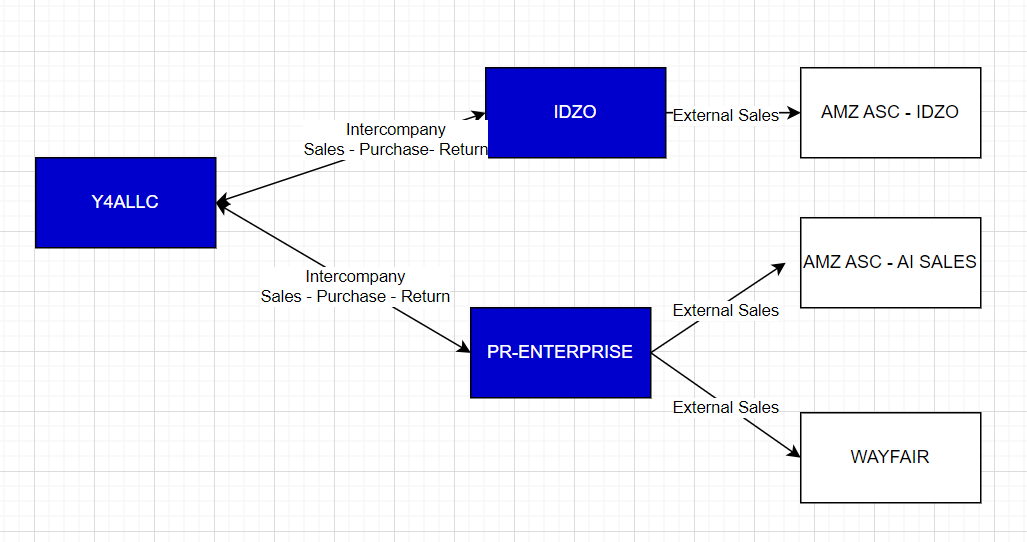 IDZO
External Sales
AMZ ASC - IDZO
Intercompany
Sales - Purchase- Return
Y4ALLC
Intercompany
Sales - Purchase - Return
AMZ ASC - AI SALES
External Sales
PR-ENTERPRISE
External Sales
WAYFAIR